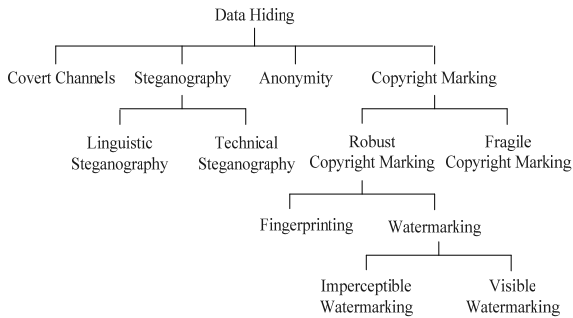 Data Hiding
Covert Channels
Steganography
Anonymity
Copyright Marking
Linguistic
Steganography
Technical
Steganography
Robust
Copyright Marking
Fragile
Copyright Marking
Fingerprinting
Watermarking
Imperceptible
Watermarking
Visible
Watermarking